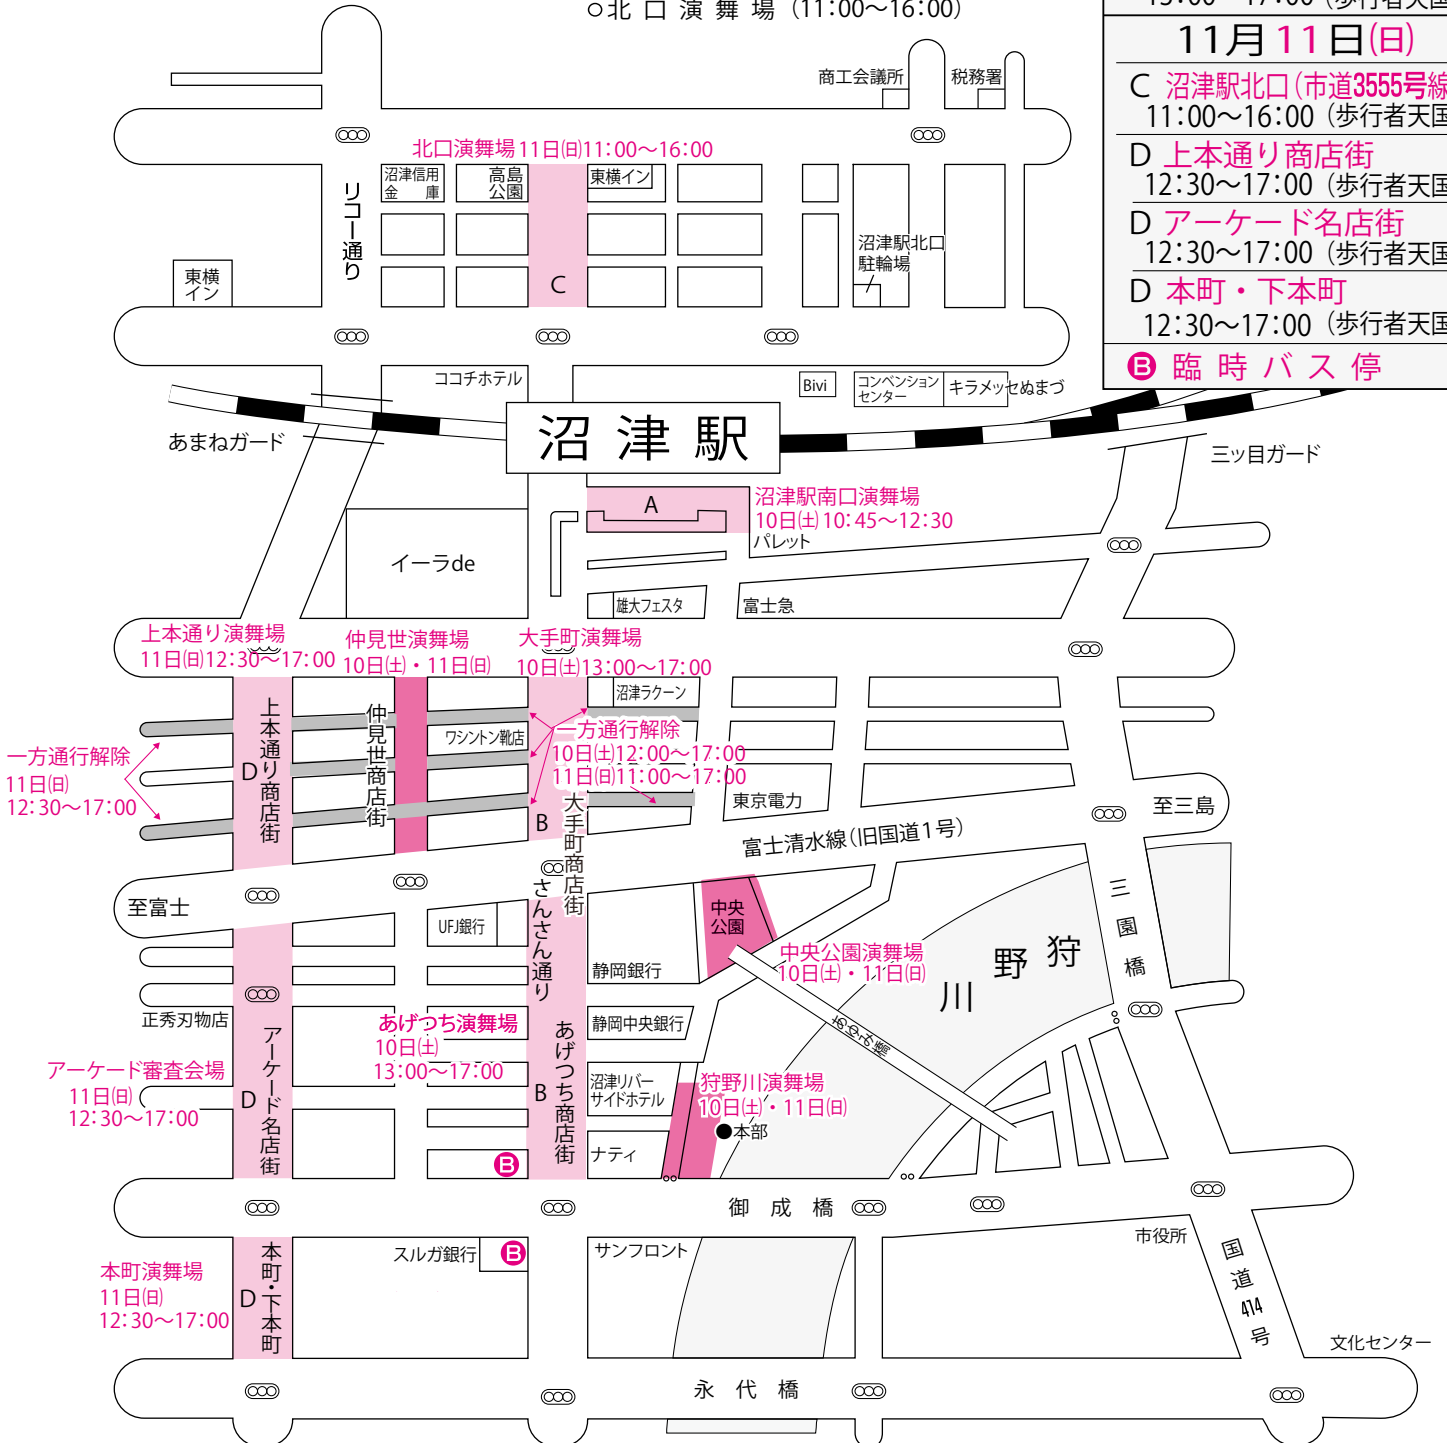 ○北口演舞場（11:00～16:00）
11月11日(日)
C 沼津駅北口（市道3555号線
11:00～16:00（歩行者天国
D 上本通り商店街
12:30～17:00（歩行者天国
D アーケード名店街
12:30～17:00（歩行者天国
D 本町・下本町
12:30～17:00（歩行者天国
B 臨時バス停
商工会議所
税務署
北口演舞場11日(日)11:00～16:00
沼津信用
金庫
高島
公園
東横イン
リコー通り
沼津駅北口
駐輪場
東横
イン
C
ココチホテル
Bivi
コンベンション
センター
キラメッセぬまづ
あまねガード
沼津駅
三ッ目ガード
A
沼津駅南口演舞場
10日(土)10:45～12:30
パレット
イーラde
雄大フェスタ
富士急
上本通り演舞場
11日(日)12:30～17:00
仲見世演舞場
10日(土)・11日(日)
大手町演舞場
10日(土)13:00～17:00
沼津ラクーン
上本通り商店街
D
仲見世商店街
ワシントン靴店
一方通行解除
10日(土)12:00～17:00
11日(日)11:00～17:00
一方通行解除
11日(日)
12:30～17:00
B
大手町商店街
東京電力
至三島
富士清水線（旧国道1号）
至富士
UFJ銀行
さんさん通り
静岡銀行
中央
公園
中央公園演舞場
10日(土)・11日(日)
狩野川
三園橋
正秀刃物店
あげつち演舞場
10日(土)
13:00～17:00
静岡中央銀行
あゆみ橋
アーケード審査会場
11日(日)
12:30～17:00
D
アーケード名店街
B
あげつち商店街
沼津リバー
サイドホテル
狩野川演舞場
10日(土)・11日(日)
●本部
ナティ
B
御成橋
市役所
スルガ銀行
B
サンフロント
本町演舞場
11日(日)
12:30～17:00
D
本町・下本町
国道414号
文化センター
永代橋